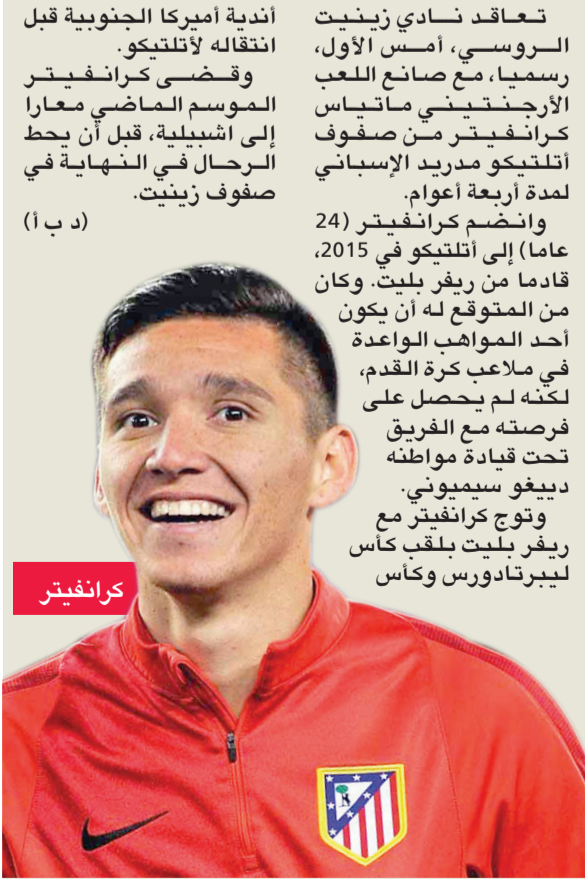 تعاقد نادي زينيت
الروسي، أمس الأول،
رسميا، مع صانع اللعب
الأرجنتيني ماتياس
كرانفيتر من صفوف
أتلتيكو مدريد الإسباني
لمدة أربعة أعوام.
وانضم كرانفيتر (24
عاما) إلى أتلتيكو في 2015،
قادما من ريفر بليت. وكان
من المتوقع له أن يكون
أحد المواهب الواعدة
في ملاعب كرة القدم،
لكنه لم يحصل على
فرصته مع الفريق
تحت قيادة مواطنه
دييغو سيميوني.
وتوج كرانفيتر مع
ريفر بليت بلقب كأس
ليبرتادورس وكأس
أندية أميركا الجنوبية قبل
انتقاله لأتلتيكو.
وقضى كرانفيتر
الموسم الماضي معارا
إلى اشبيلية، قبل أن يحط
الرحال في النهاية في
صفوف زينيت.
(د ب أ)
كرانفيتر